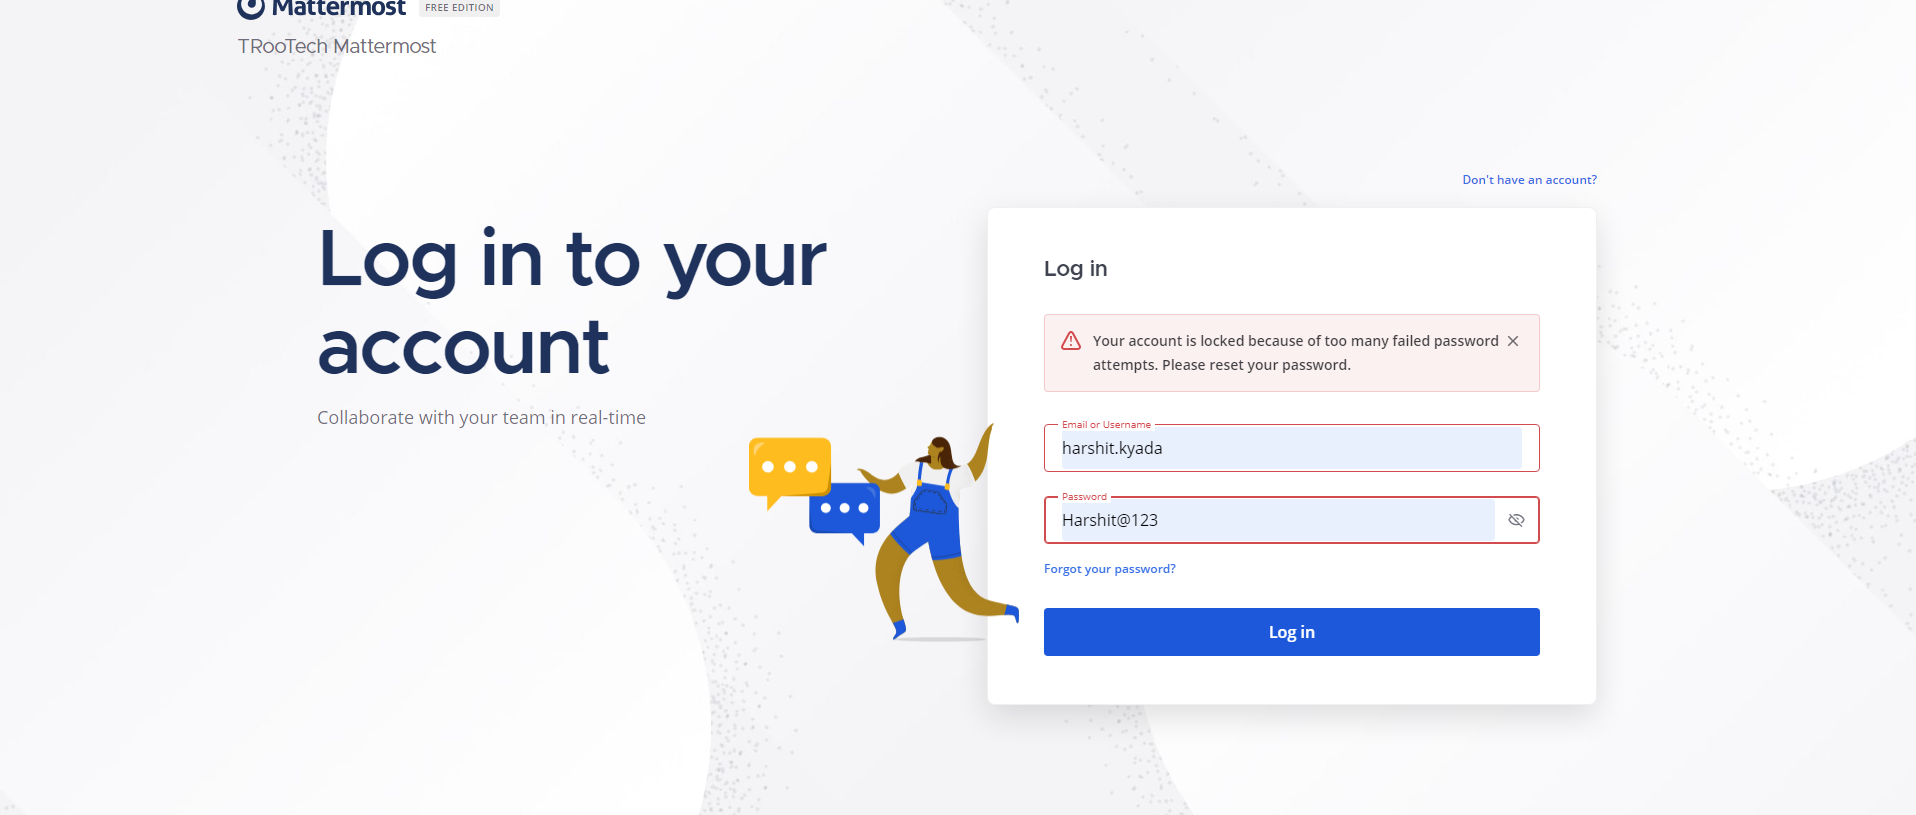 Mattermost FREE EDITION
TRooTech Mattermost
Don't have an account?
Log in to your
account
Collaborate with your team in real-time
Log in
Your account is locked because of too many failed password
attempts. Please reset your password.
Email or Username
harshit.kyada
Password
Harshit@123
Forgot your password?
Log in